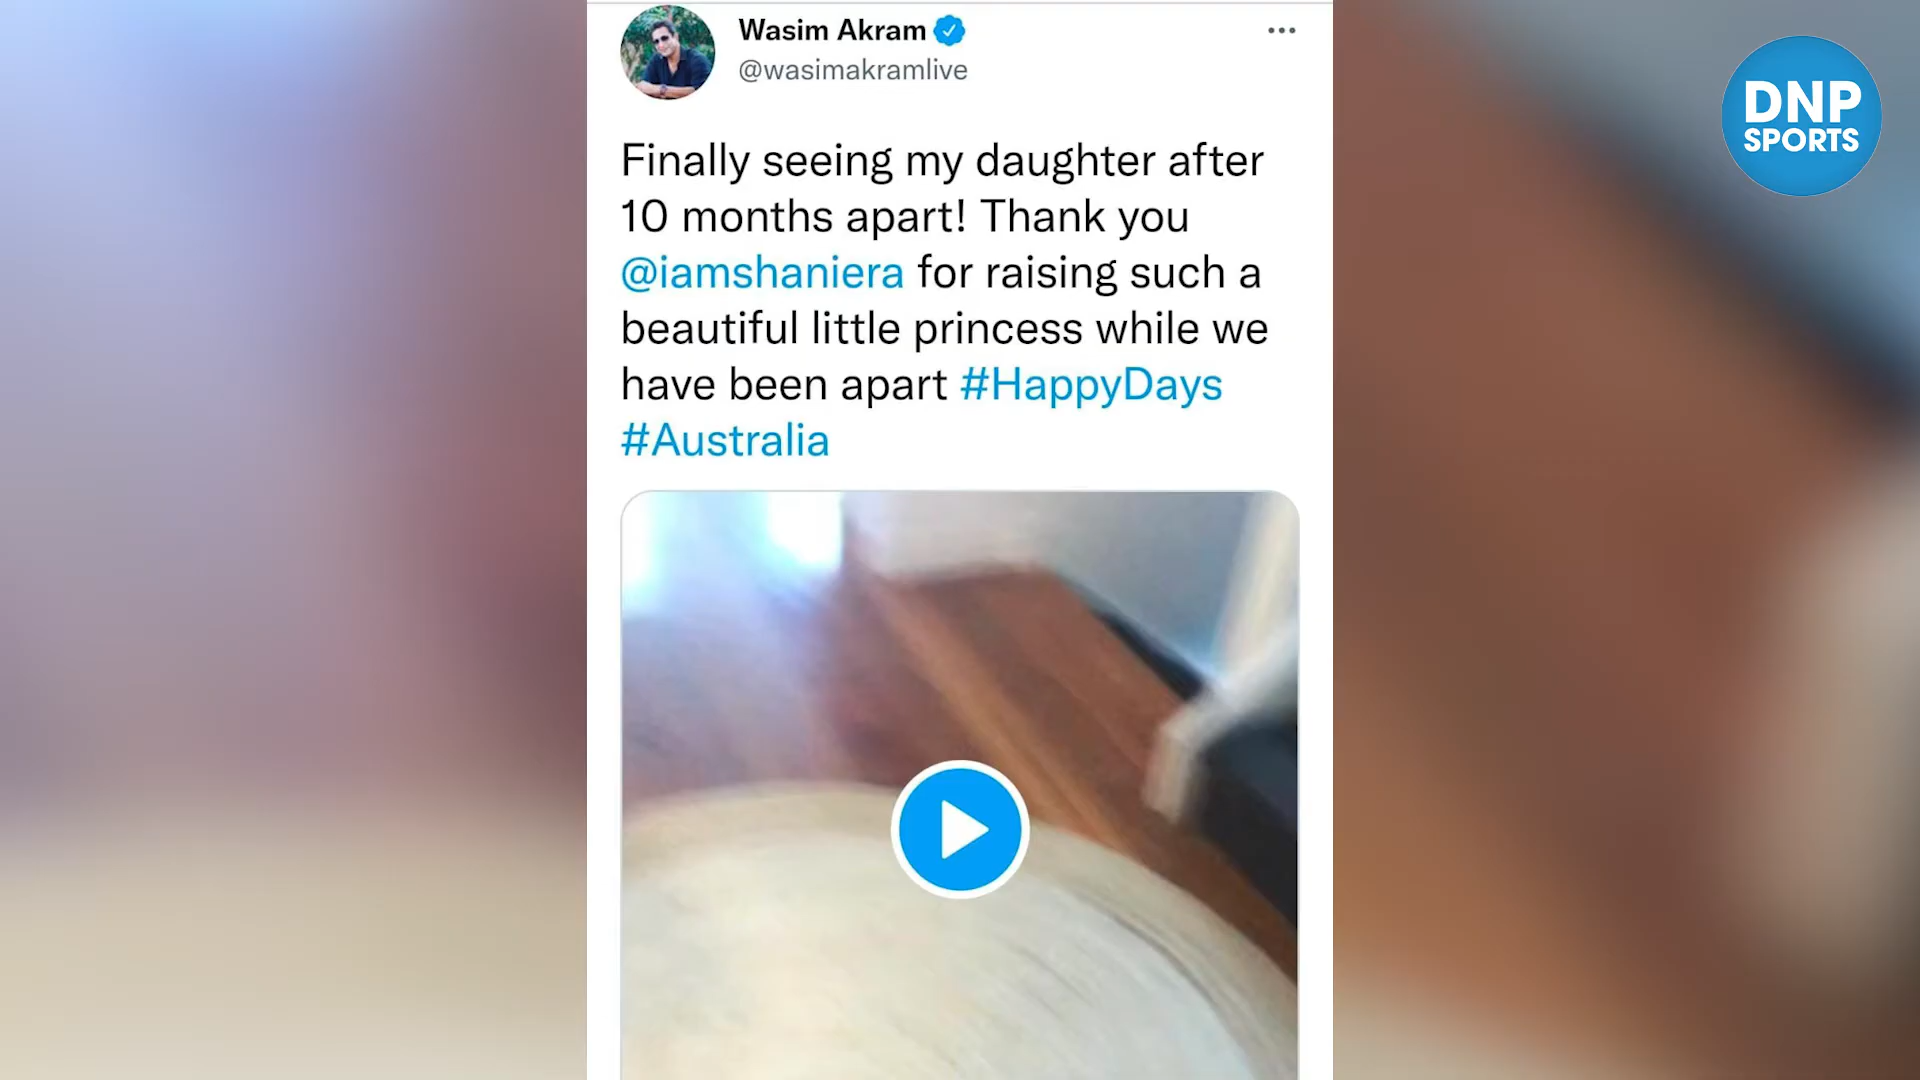 Wasim Akram
@wasimakramlive
DNP
SPORTS
Finally seeing my daughter after
10 months apart! Thank you
@iamshaniera for raising such a
beautiful little princess while we
have been apart #HappyDays
#Australia